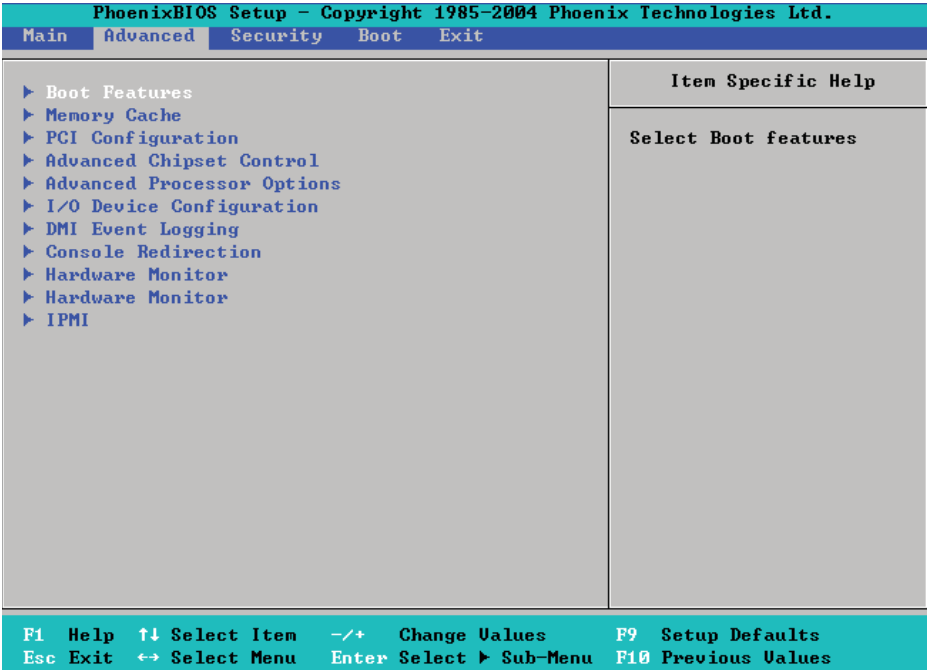 PhoenixBIOS Setup - Copyright 1985-2004 Phoenix Technologies Ltd.
Main Advanced Security Boot Exit
▶ Boot Features
▶ Memory Cache
▶ PCI Configuration
▶ Advanced Chipset Control
▶ Advanced Processor Options
▶ I/O Device Configuration
▶ DMI Event Logging
▶ Console Redirection
▶ Hardware Monitor
▶ Hardware Monitor
▶ IPMI
Item Specific Help
Select Boot features
F1 Help ↑↓ Select Item -/+ Change Values F9 Setup Defaults
Esc Exit ↔ Select Menu Enter Select ▶ Sub-Menu F10 Previous Values